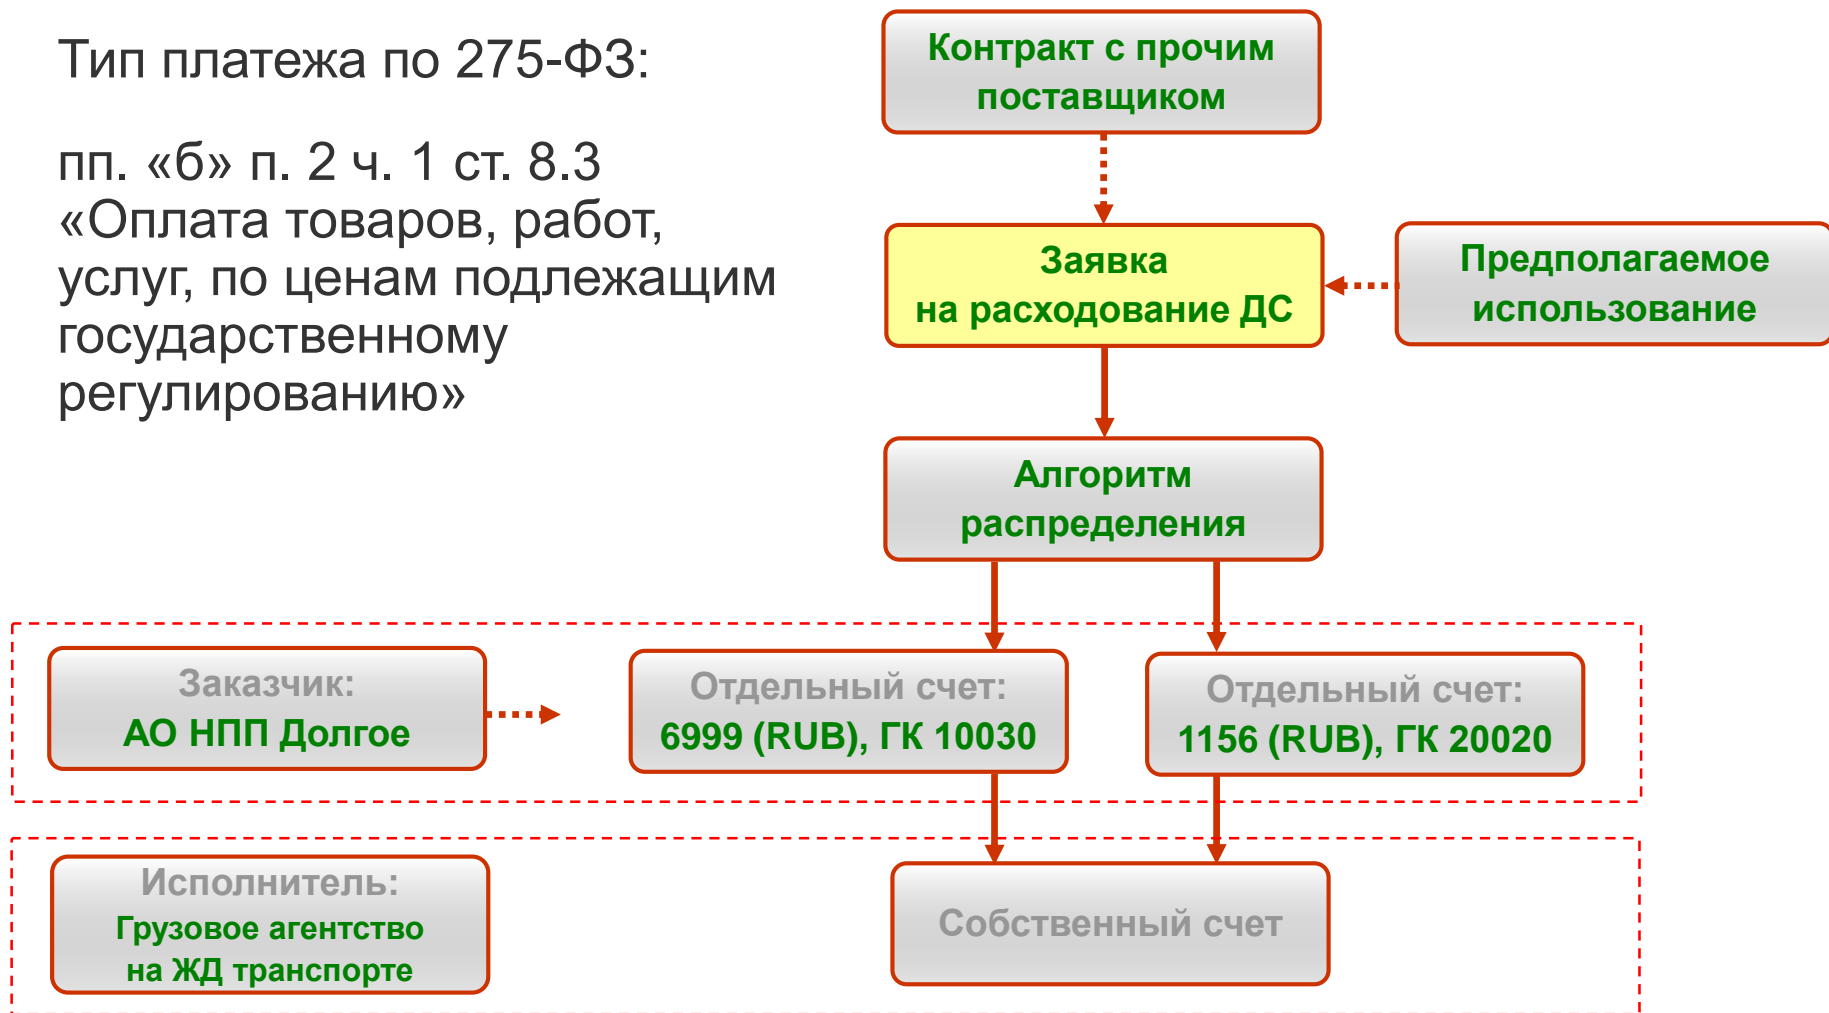 Тип платежа по 275-ФЗ:
пп. «б» п. 2 ч. 1 ст. 8.3
«Оплата товаров, работ,
услуг, по ценам подлежащим
государственному
регулированию»
Контракт с прочим
поставщиком
Заявка
на расходование ДС
Предполагаемое
использование
Алгоритм
распределения
Заказчик:
АО НПП Долгое
Отдельный счет:
6999 (RUB), ГК 10030
Отдельный счет:
1156 (RUB), ГК 20020
Исполнитель:
Грузовое агентство
на ЖД транспорте
Собственный счет